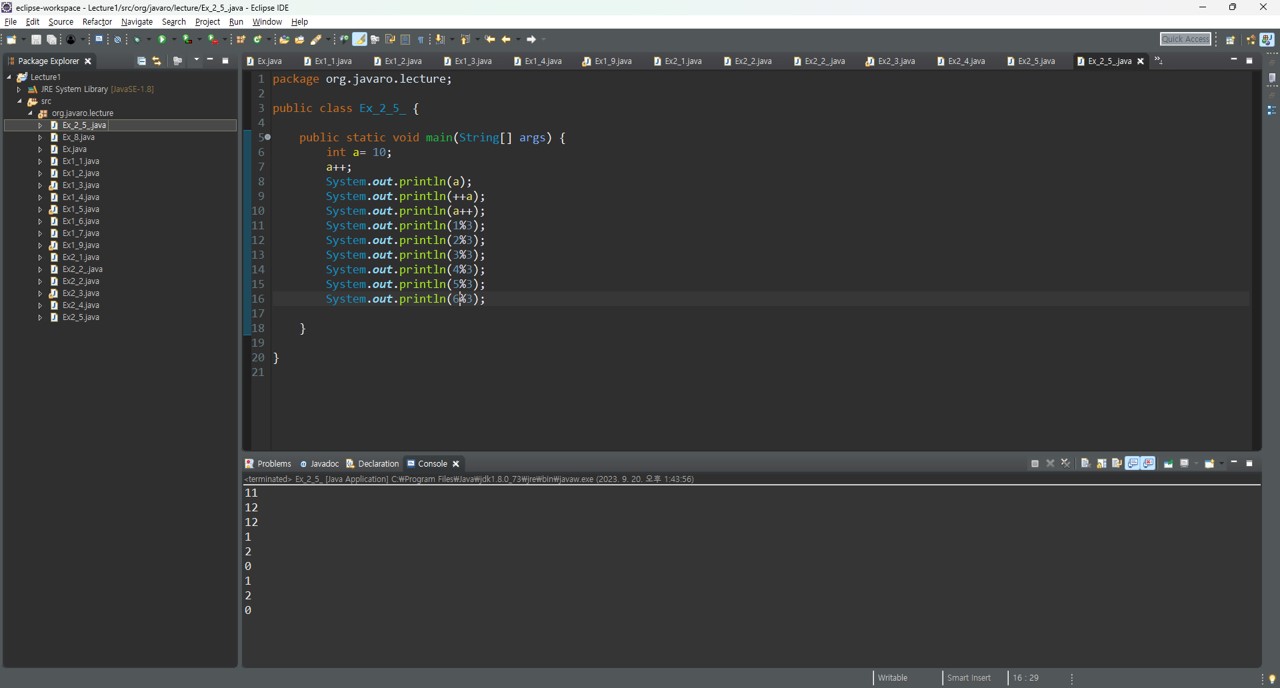 eclipse-workspace - Lecture1/src/org/javaro/lecture/Ex_2_5_.java - Eclipse IDE
File Edit Source Refactor Navigate Search Project Run Window Help
Quick Access
Package Explorer
Ex.java Ex1_1.java Ex1_2.java Ex1_3.java Ex1_4.java Ex1_9.java Ex2_1.java Ex2_2.java Ex2_2_.java Ex2_3.java Ex2_4.java Ex2_5.java Ex_2_5_.java
Lecture1
JRE System Library [JavaSE-1.8]
src
org.javaro.lecture
Ex_2_5_.java
Ex_8.java
Ex.java
Ex1_1.java
Ex1_2.java
Ex1_3.java
Ex1_4.java
Ex1_5.java
Ex1_6.java
Ex1_7.java
Ex1_9.java
Ex2_1.java
Ex2_2_.java
Ex2_2.java
Ex2_3.java
Ex2_4.java
Ex2_5.java
1 package org.javaro.lecture;
2
3 public class Ex_2_5_ {
4
5 public static void main(String[] args) {
6 int a= 10;
7 a++;
8 System.out.println(a);
9 System.out.println(++a);
10 System.out.println(a++);
11 System.out.println(1%3);
12 System.out.println(2%3);
13 System.out.println(3%3);
14 System.out.println(4%3);
15 System.out.println(5%3);
16 System.out.println(6%3);
17
18 }
19
20 }
21
Problems Javadoc Declaration Console
<terminated> Ex_2_5_ [Java Application] C:₩Program Files₩Java₩jdk1.8.0_73₩jre₩bin₩javaw.exe (2023. 9. 20. 오후 1:43:56)
11
12
12
1
2
0
1
2
0
Writable Smart Insert 16 : 29